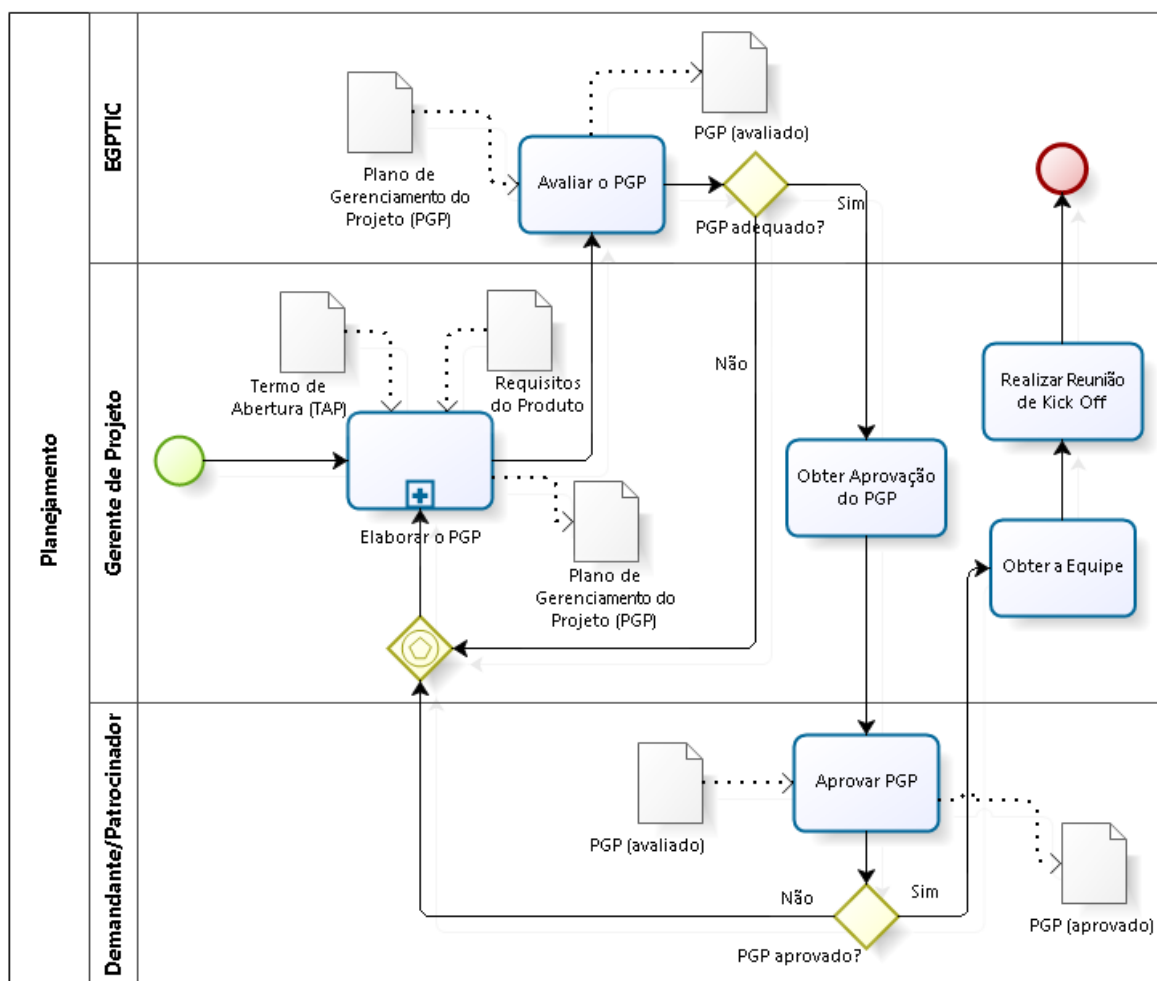 Planejamento
EGPTIC
Plano de
Gerenciamento do
Projeto (PGP)
Avaliar o PGP
PGP (avaliado)
PGP adequado?
Sim
Não
Gerente de Projeto
Termo de
Abertura (TAP)
Requisitos
do Produto
Elaborar o PGP
Plano de
Gerenciamento do
Projeto (PGP)
Obter Aprovação
do PGP
Realizar Reunião
de Kick Off
Obter a Equipe
Demandante/Patrocinador
PGP (avaliado)
Aprovar PGP
Não
Sim
PGP aprovado?
PGP (aprovado)